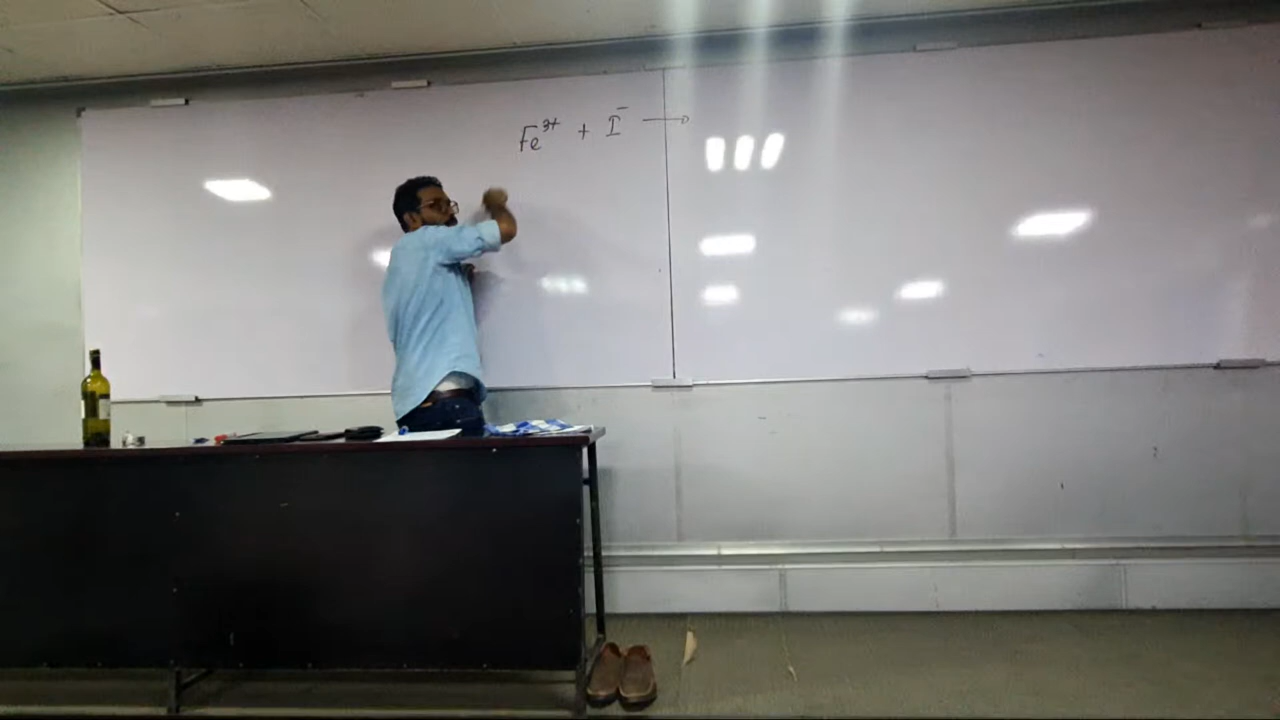 Fe³⁺ + I⁻ →